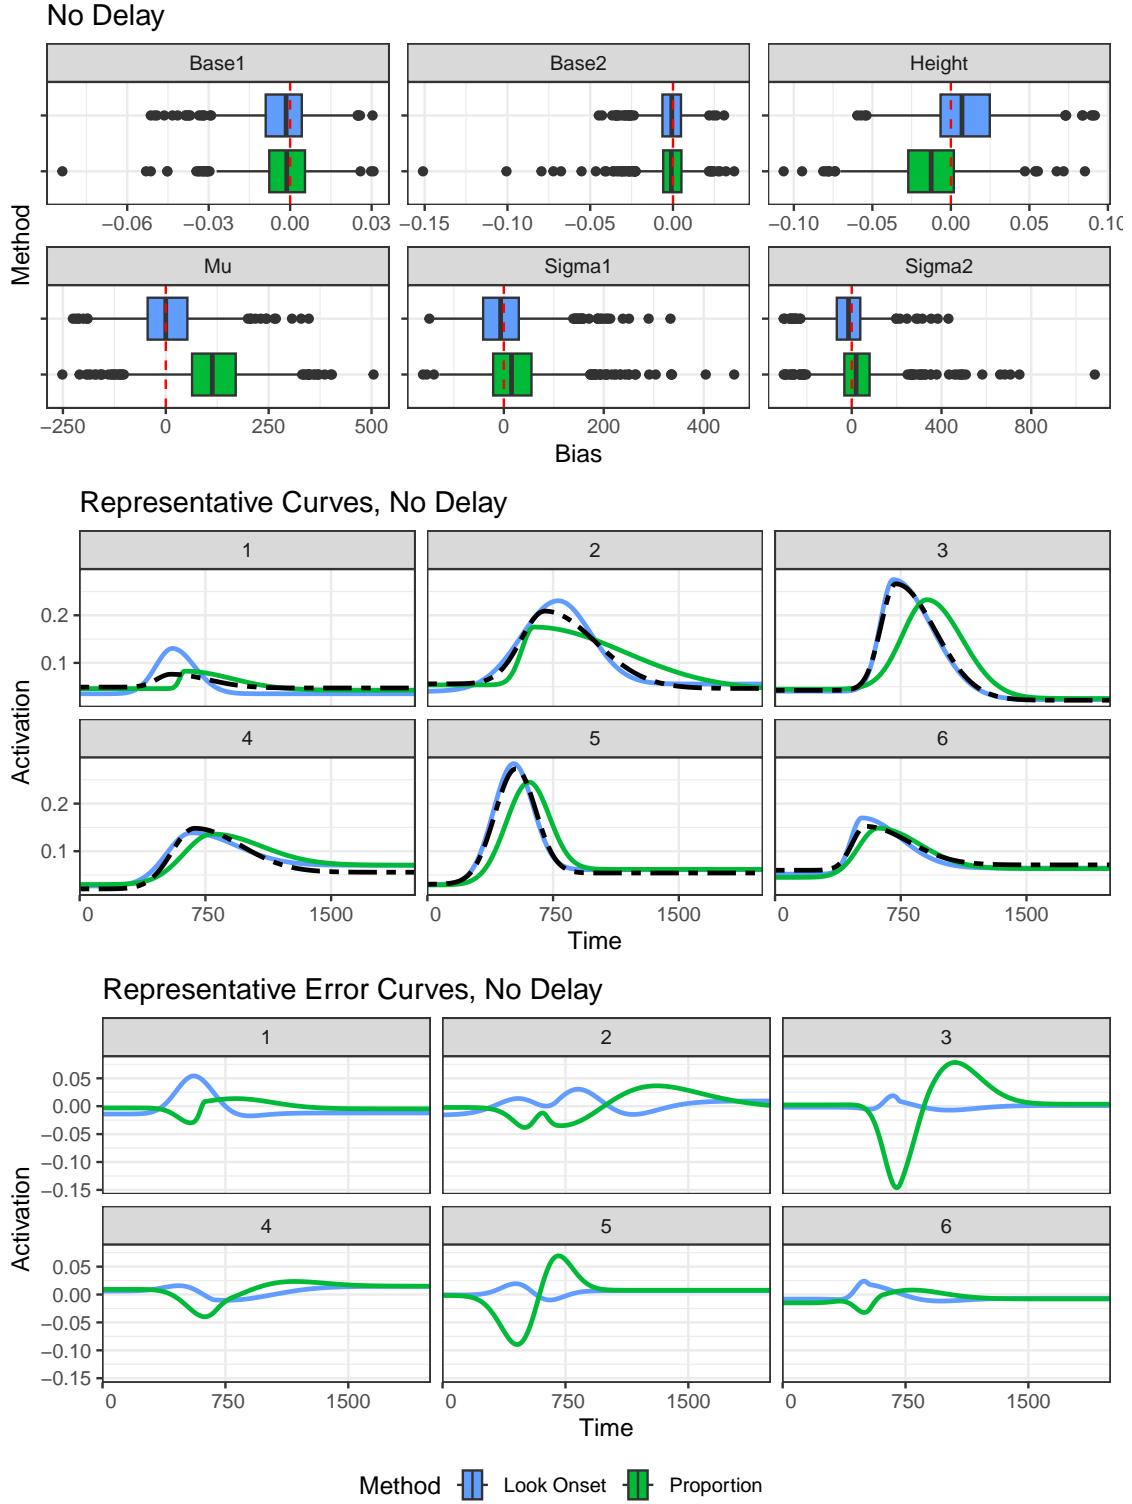 No Delay
Base1 Base2 Height
−0.06 −0.03 0.00 0.03 −0.15 −0.10 −0.05 0.00 −0.10 −0.05 0.00 0.05 0.10
Method
Mu Sigma1 Sigma2
−250 0 250 500 0 200 400 0 400 800
Bias
Representative Curves, No Delay
1 2 3
0.2
0.1
Activation
4 5 6
0.2
0.1
0 750 1500 0 750 1500 0 750 1500
Time
Representative Error Curves, No Delay
1 2 3
0.05
0.00
−0.05
−0.10
−0.15
Activation
4 5 6
0.05
0.00
−0.05
−0.10
−0.15
0 750 1500 0 750 1500 0 750 1500
Time
Method Look Onset Proportion